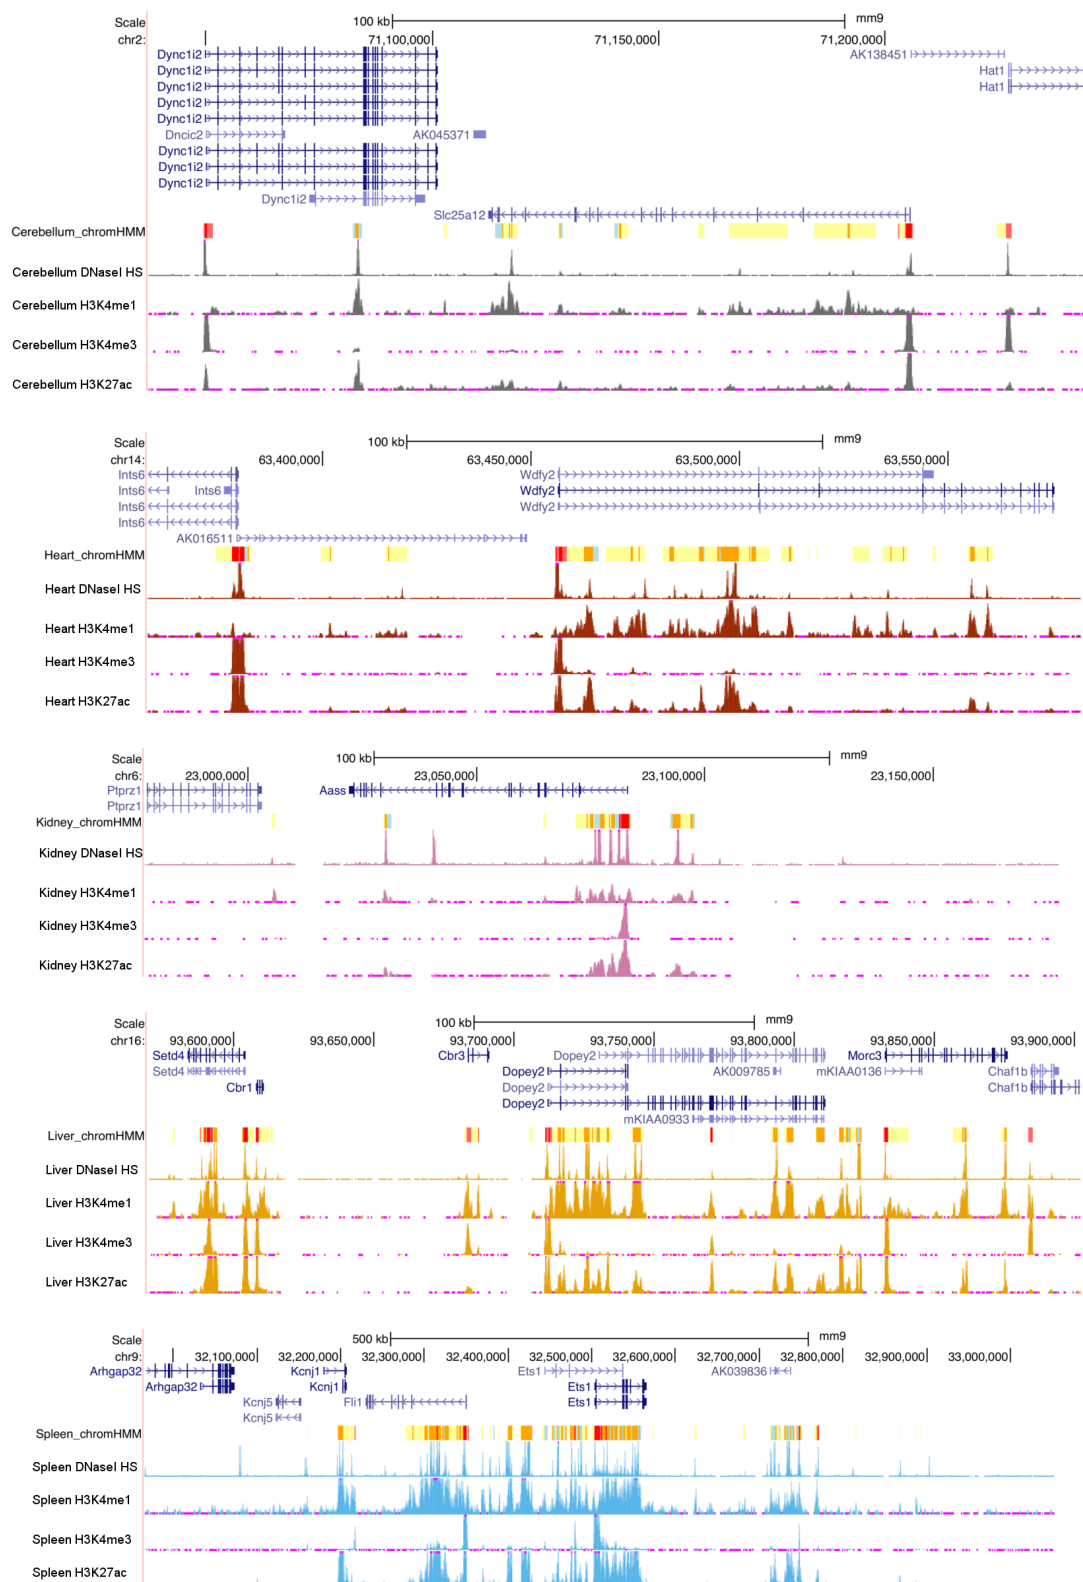 Scale 100 kb mm9
chr2: 71,100,000 71,150,000 71,200,000
Dync1i2 AK138451
Dync1i2 Hat1
Dync1i2 Hat1
Dync1i2
Dync1i2
Dncic2 AK045371
Dync1i2
Dync1i2
Dync1i2
Dync1i2
Slc25a12
Cerebellum_chromHMM
Cerebellum DNaseI HS
Cerebellum H3K4me1
Cerebellum H3K4me3
Cerebellum H3K27ac
Scale 100 kb mm9
chr14: 63,400,000 63,450,000 63,500,000 63,550,000
Ints6 Wdfy2
Ints6 Ints6 Wdfy2
Ints6 Wdfy2
Ints6
AK016511
Heart_chromHMM
Heart DNaseI HS
Heart H3K4me1
Heart H3K4me3
Heart H3K27ac
Scale 100 kb mm9
chr6: 23,000,000 23,050,000 23,100,000 23,150,000
Ptprz1 Aass
Ptprz1
Kidney_chromHMM
Kidney DNaseI HS
Kidney H3K4me1
Kidney H3K4me3
Kidney H3K27ac
Scale 100 kb mm9
chr16: 93,600,000 93,650,000 93,700,000 93,750,000 93,800,000 93,850,000 93,900,000
Setd4 Cbr3 Dopey2 Morc3
Setd4 Dopey2 AK009785 mKIAA0136 Chaf1b
Cbr1 Dopey2 Chaf1b
Dopey2
mKIAA0933
Liver_chromHMM
Liver DNaseI HS
Liver H3K4me1
Liver H3K4me3
Liver H3K27ac
Scale 500 kb mm9
chr9: 32,100,000 32,200,000 32,300,000 32,400,000 32,500,000 32,600,000 32,700,000 32,800,000 32,900,000 33,000,000
Arhgap32 Kcnj1 Ets1 AK039836
Arhgap32 Kcnj1 Ets1
Kcnj5 Fli1 Ets1
Kcnj5
Spleen_chromHMM
Spleen DNaseI HS
Spleen H3K4me1
Spleen H3K4me3
Spleen H3K27ac